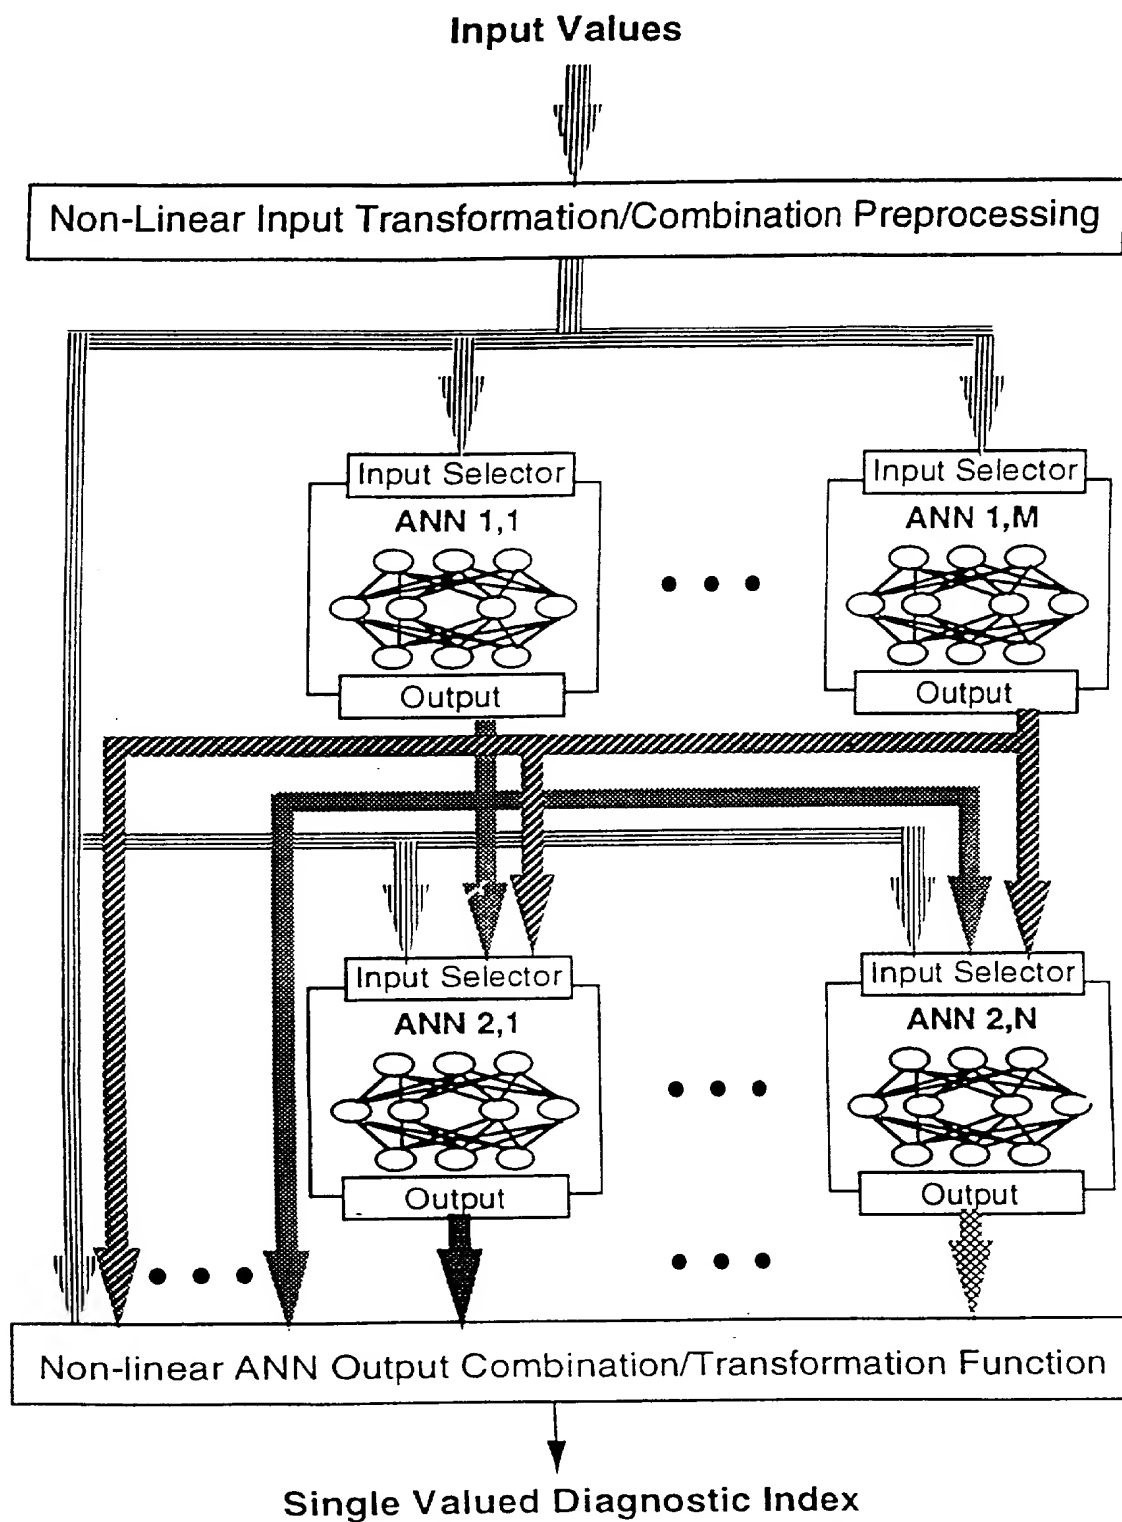 Input Values
Non-Linear Input Transformation/Combination Preprocessing
Input Selector
ANN 1,1
Output
Input Selector
ANN 1,M
Output
Input Selector
ANN 2,1
Output
Input Selector
ANN 2,N
Output
Non-linear ANN Output Combination/Transformation Function
Single Valued Diagnostic Index